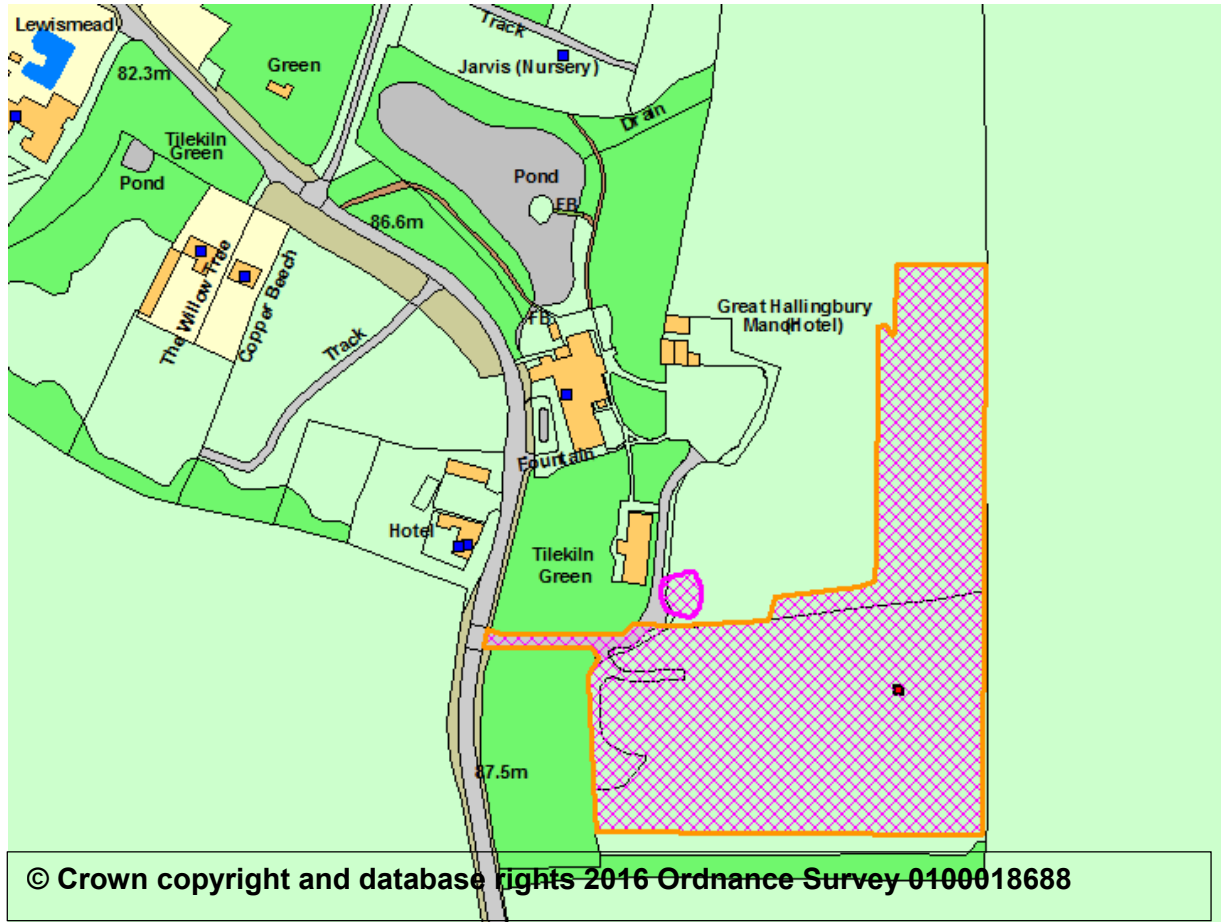 Lewismead
Track
82.3m
Green
Jarvis (Nursery)
Drain
Tilekiln
Green
Pond
Pond
FB
86.6m
The Willow Tree
Copper Beech
Track
FB
Great Hallingbury
Manor
(Hotel)
Fountain
Hotel
Tilekiln
Green
87.5m
© Crown copyright and database rights 2016 Ordnance Survey 0100018688